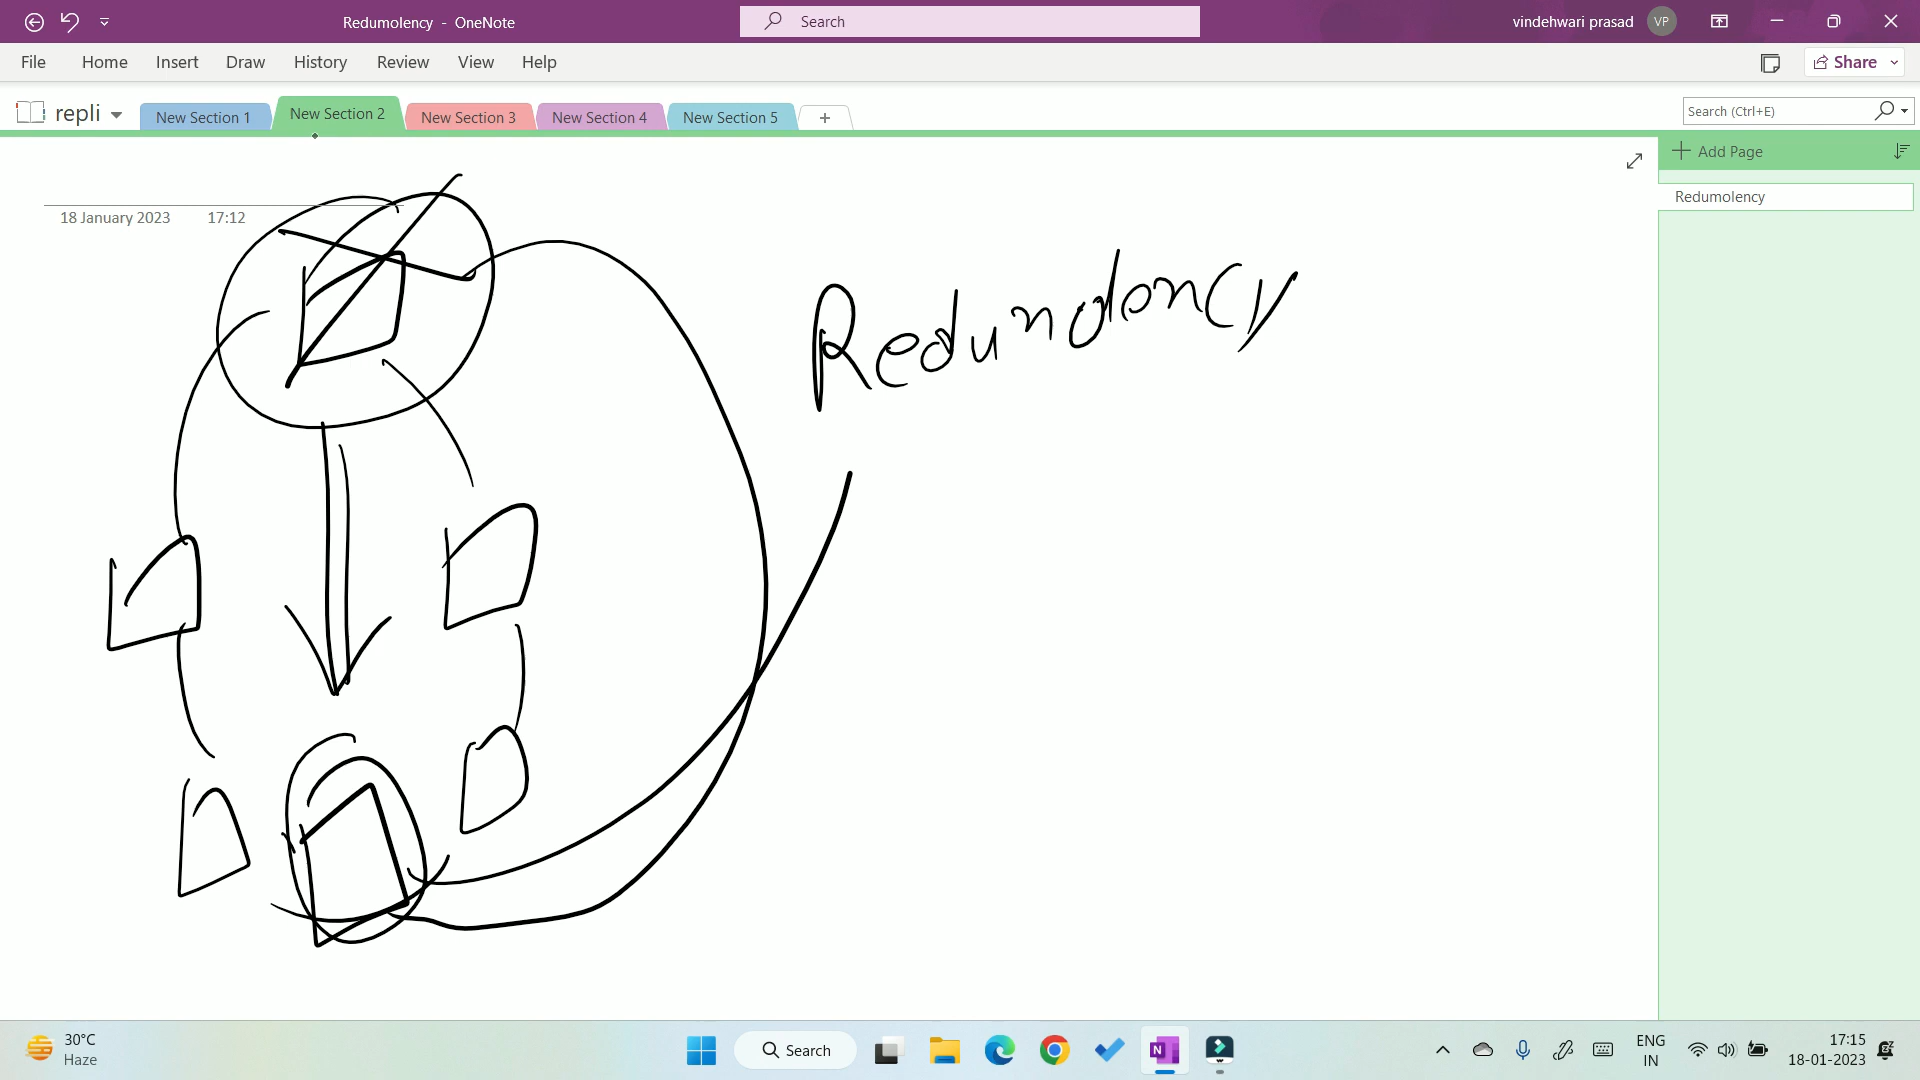 Redumolency - OneNote
Search
vindehwari prasad
VP
File
Home
Insert
Draw
History
Review
View
Help
Share
repli
New Section 1
New Section 2
New Section 3
New Section 4
New Section 5
+
Search (Ctrl+E)
Add Page
Redumolency
18 January 2023
17:12
Redundency
30°C
Haze
Search
ENG
IN
17:15
18-01-2023